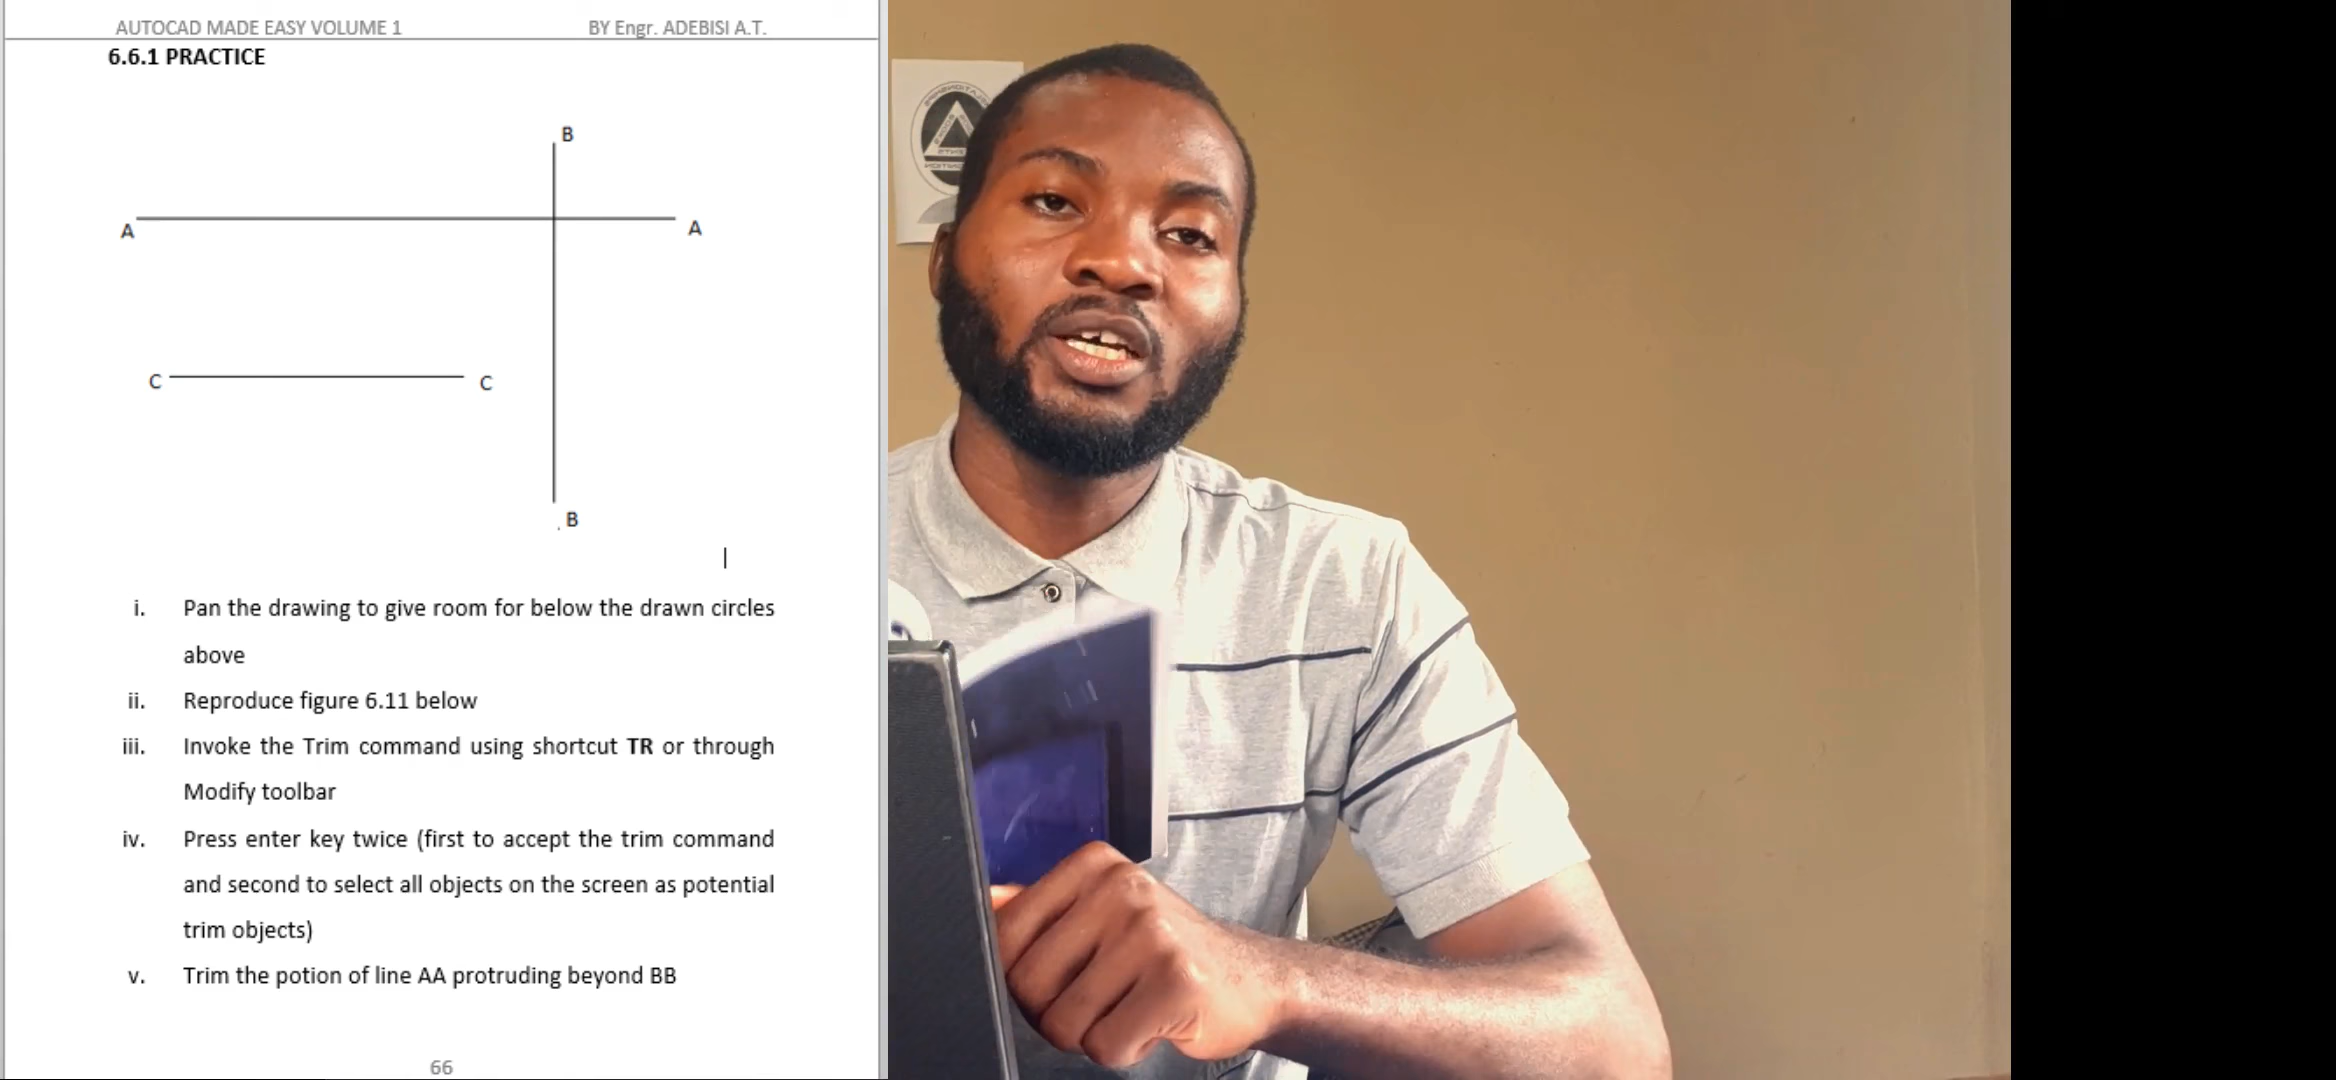 AUTOCAD MADE EASY VOLUME 1 BY Engr. ADEBISI A.T.
6.6.1 PRACTICE
B
A A
C C
B
i. Pan the drawing to give room for below the drawn circles
above
ii. Reproduce figure 6.11 below
iii. Invoke the Trim command using shortcut TR or through
Modify toolbar
iv. Press enter key twice (first to accept the trim command
and second to select all objects on the screen as potential
trim objects)
v. Trim the potion of line AA protruding beyond BB
66